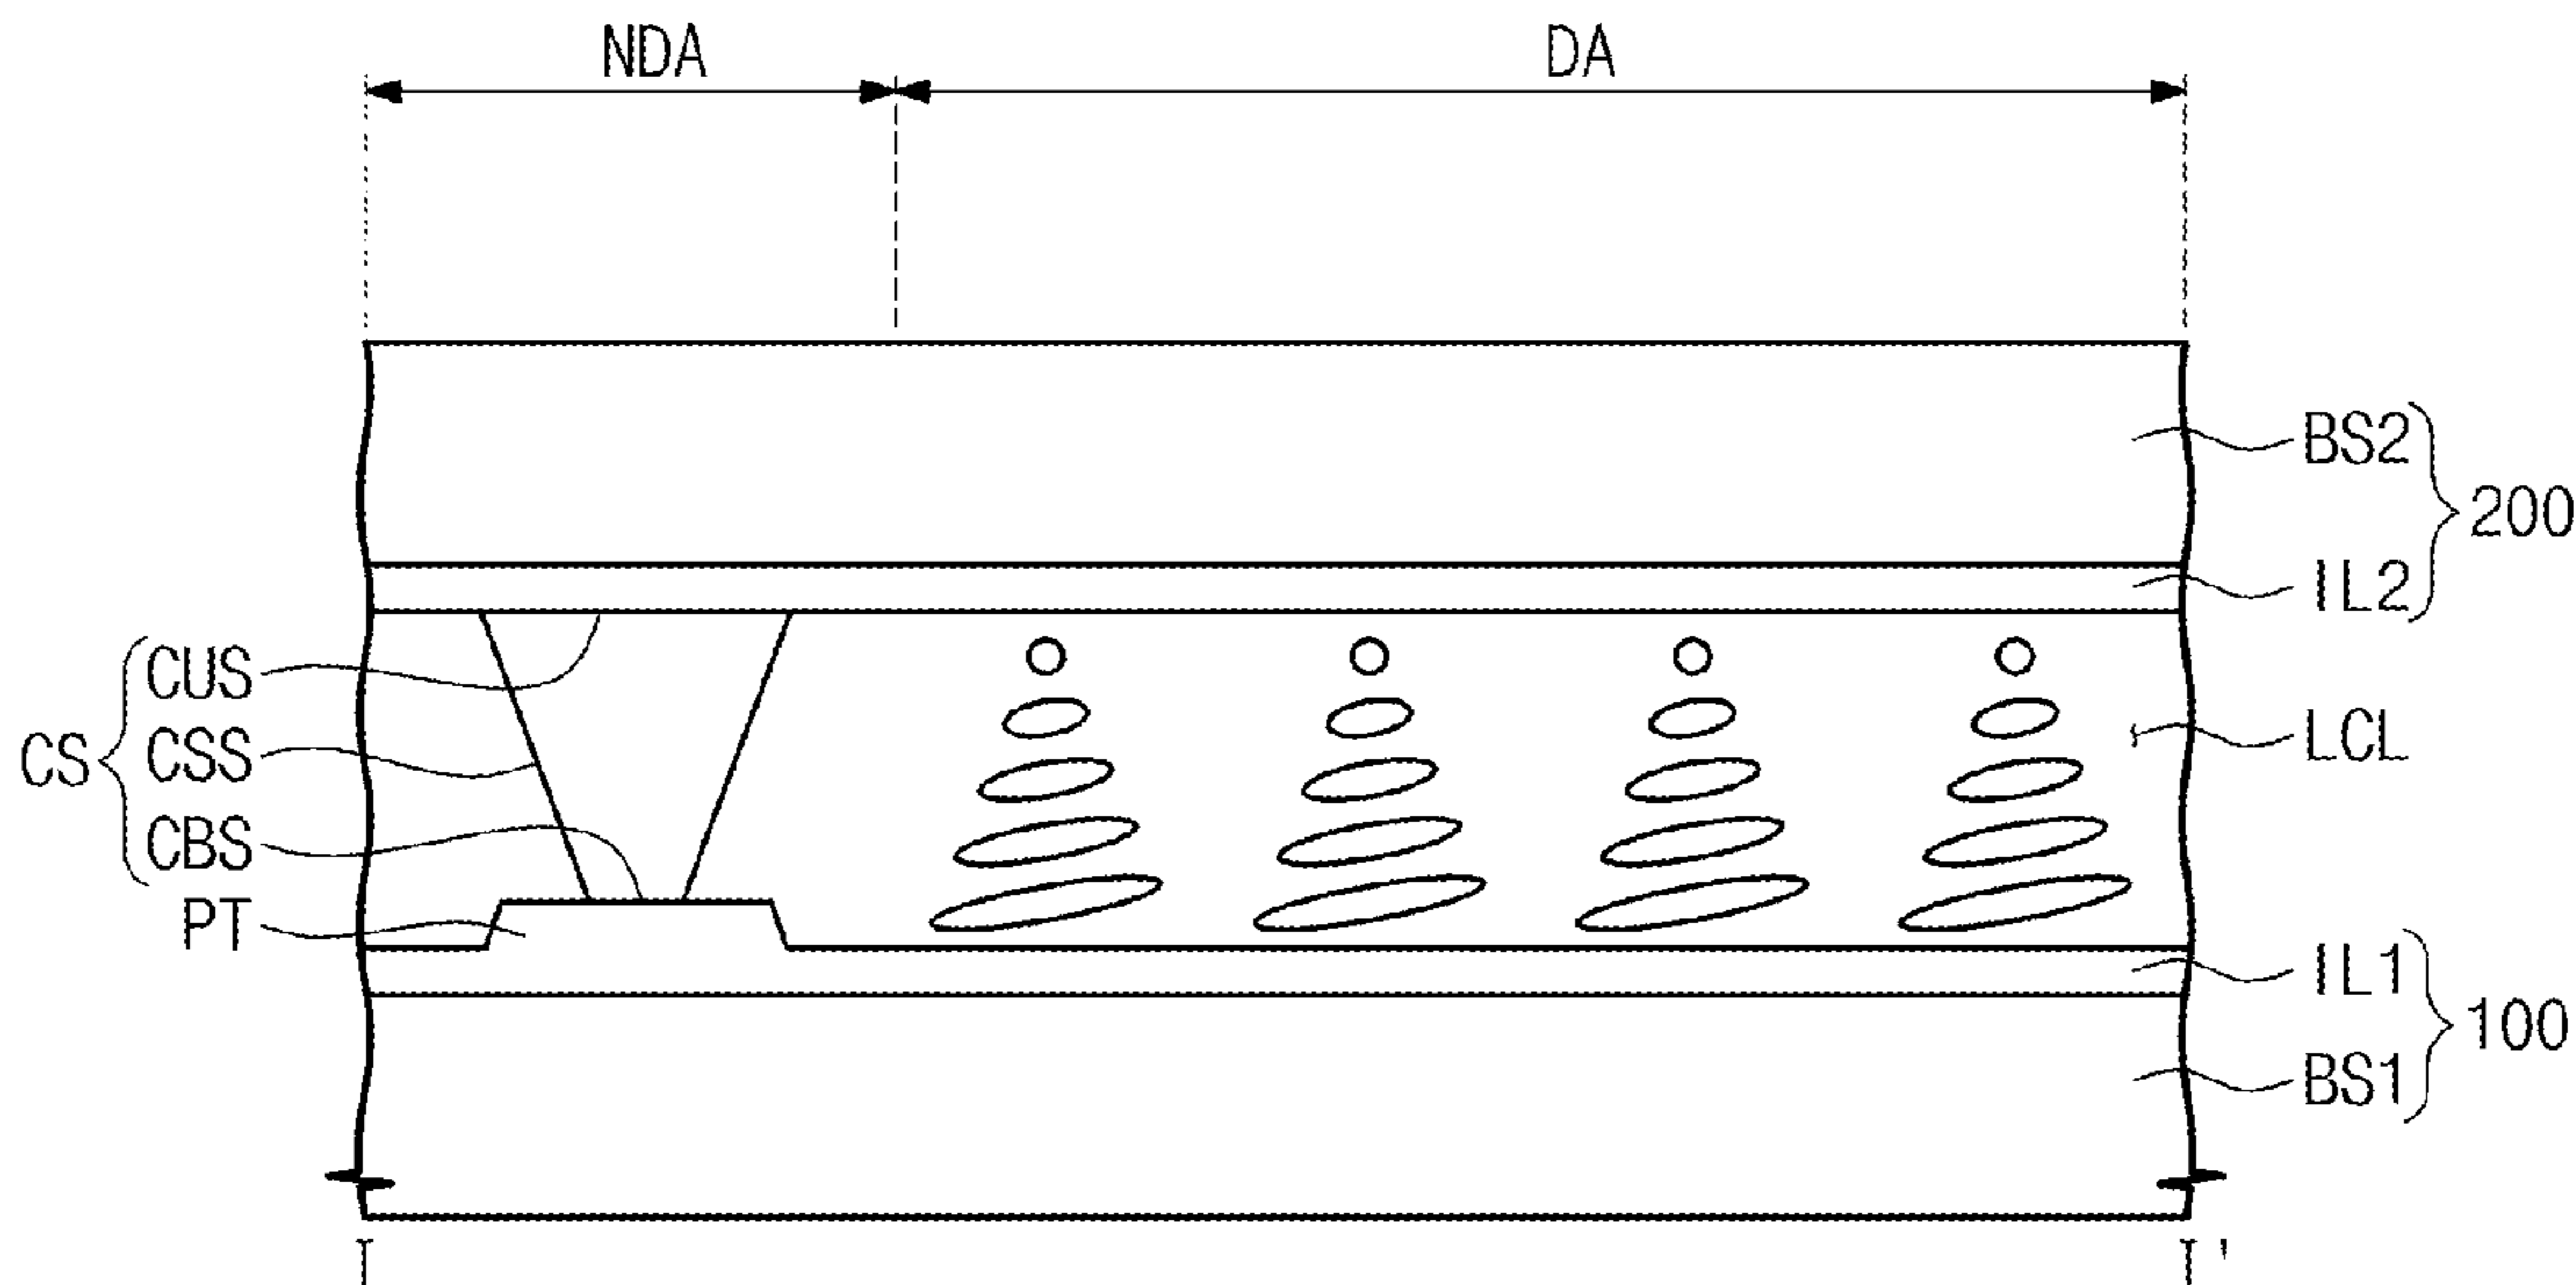 NDA DA
BS2
200
IL2
CUS
CSS
CS
CBS
LCL
PT
IL1
100
BS1
I I'